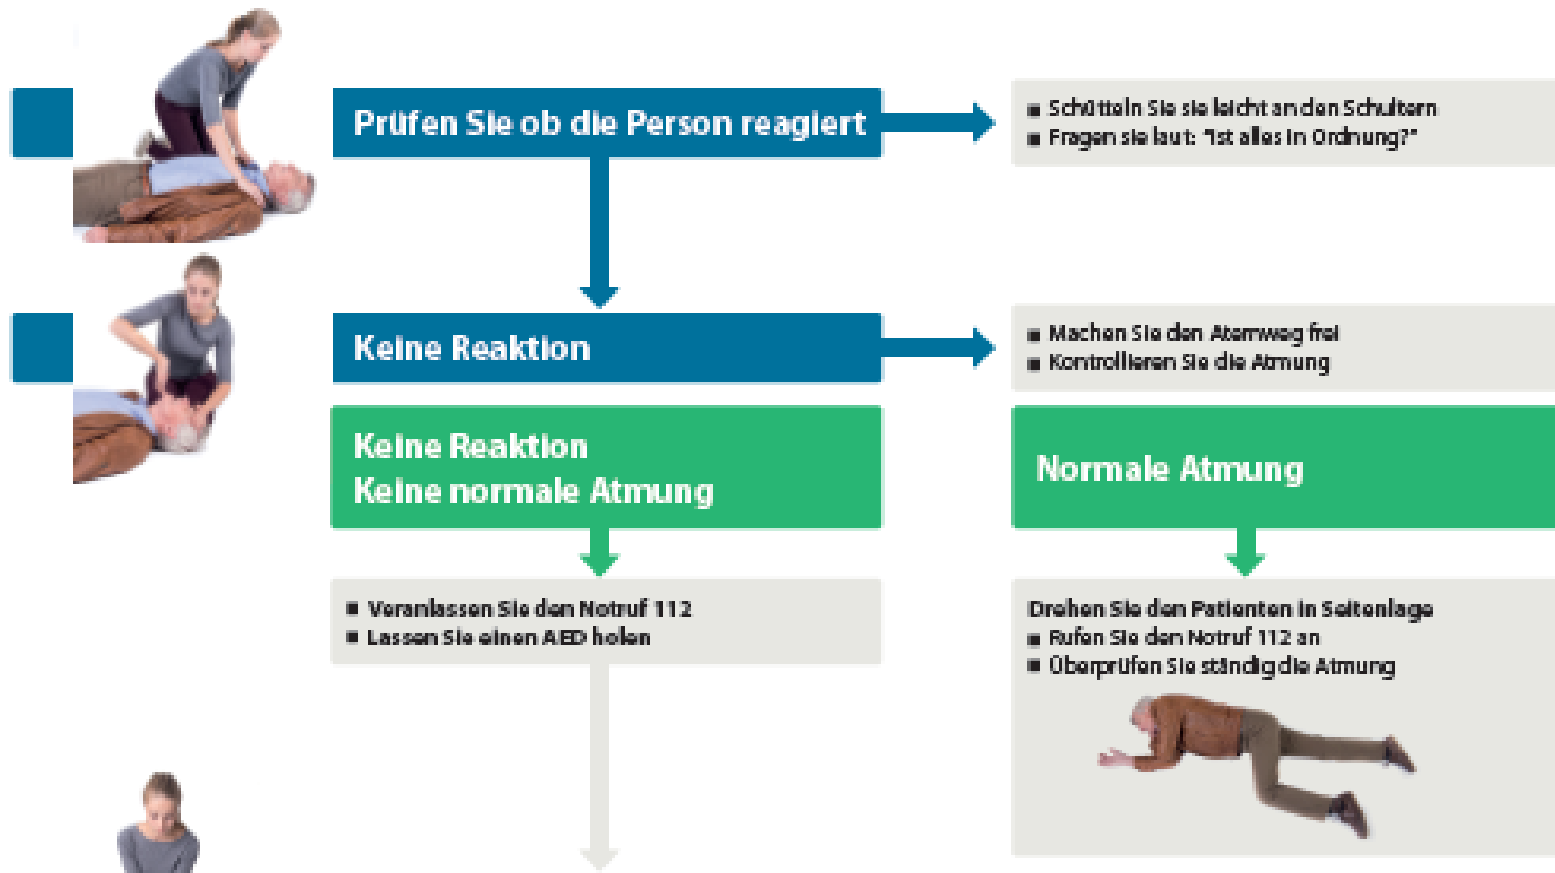 Prüfen Sie ob die Person reagiert
■ Schütteln Sie sie leicht an den Schultern
■ Fragen sie laut: "Ist alles in Ordnung?"
Keine Reaktion
■ Machen Sie den Atemweg frei
■ Kontrollieren Sie die Atmung
Keine Reaktion
Keine normale Atmung
■ Veranlassen Sie den Notruf 112
■ Lassen Sie einen AED holen
Normale Atmung
Drehen Sie den Patienten in Seitenlage
■ Rufen Sie den Notruf 112 an
■ Überprüfen Sie ständig die Atmung